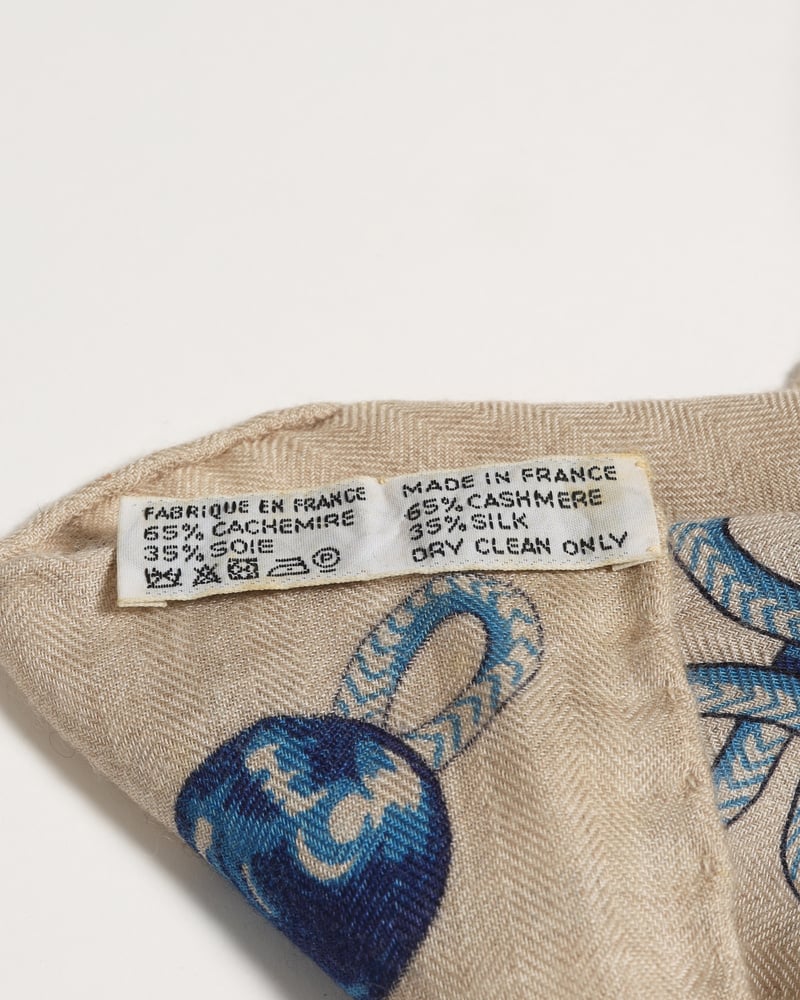 FABRIQUE EN FRANCE
65% CACHEMIRE
35% SOIE
MADE IN FRANCE
65% CASHMERE
35% SILK
DRY CLEAN ONLY